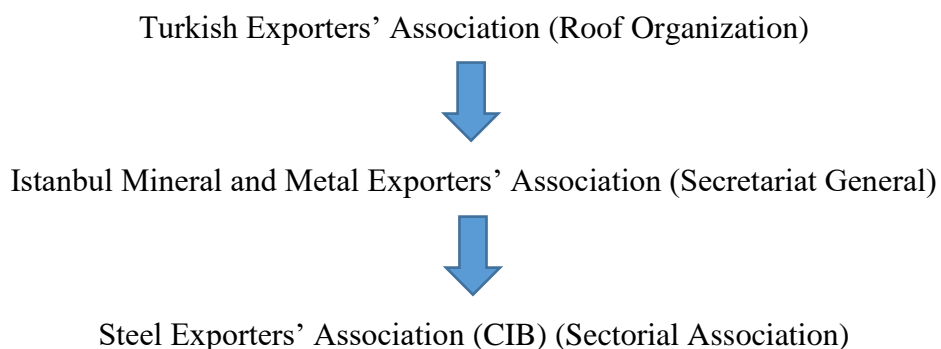 Turkish Exporters’ Association (Roof Organization)
Istanbul Mineral and Metal Exporters’ Association (Secretariat General)
Steel Exporters’ Association (CIB) (Sectorial Association)